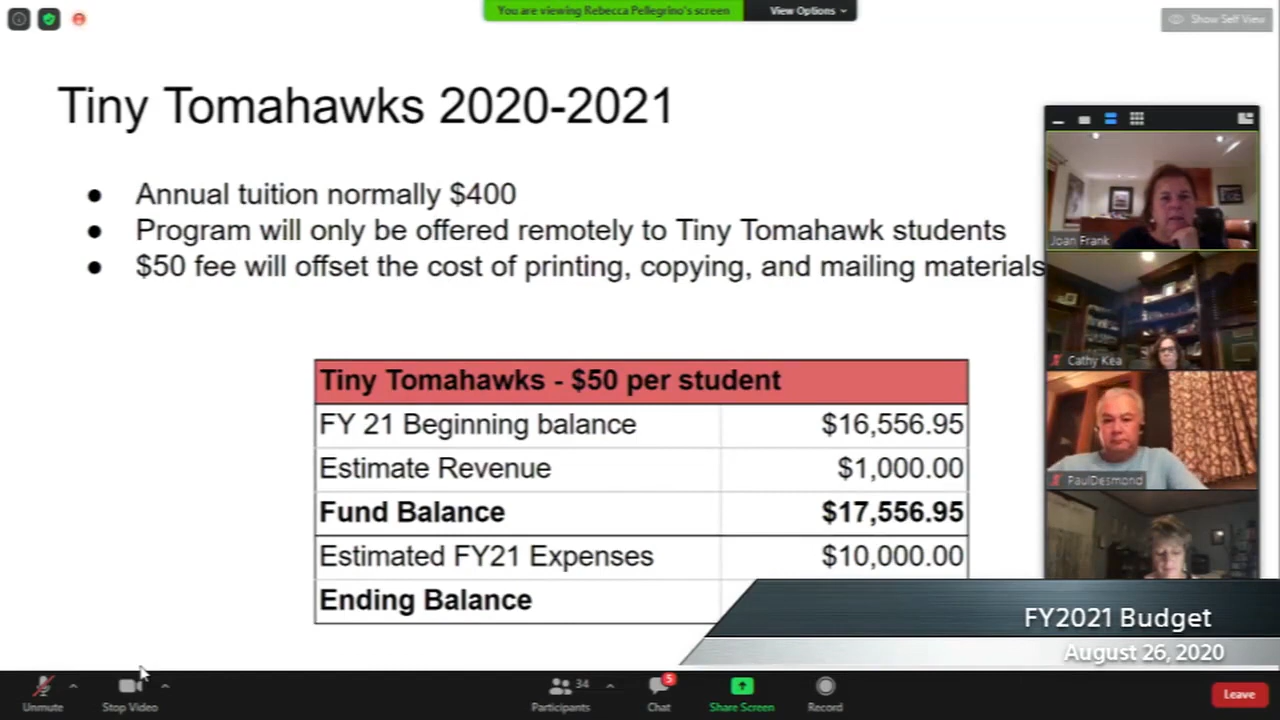 You are viewing Rebecca Pellegrino's screen
View Options
Show Self View
Tiny Tomahawks 2020-2021
Annual tuition normally $400
Program will only be offered remotely to Tiny Tomahawk students
$50 fee will offset the cost of printing, copying, and mailing materials
Joan Frank
Cathy Kea
PaulDesmond
Tiny Tomahawks - $50 per student
FY 21 Beginning balance $16,556.95
Estimate Revenue $1,000.00
Fund Balance $17,556.95
Estimated FY21 Expenses $10,000.00
Ending Balance
FY2021 Budget
August 26, 2020
Unmute
Stop Video
34
Participants
5
Chat
Share Screen
Record
Leave